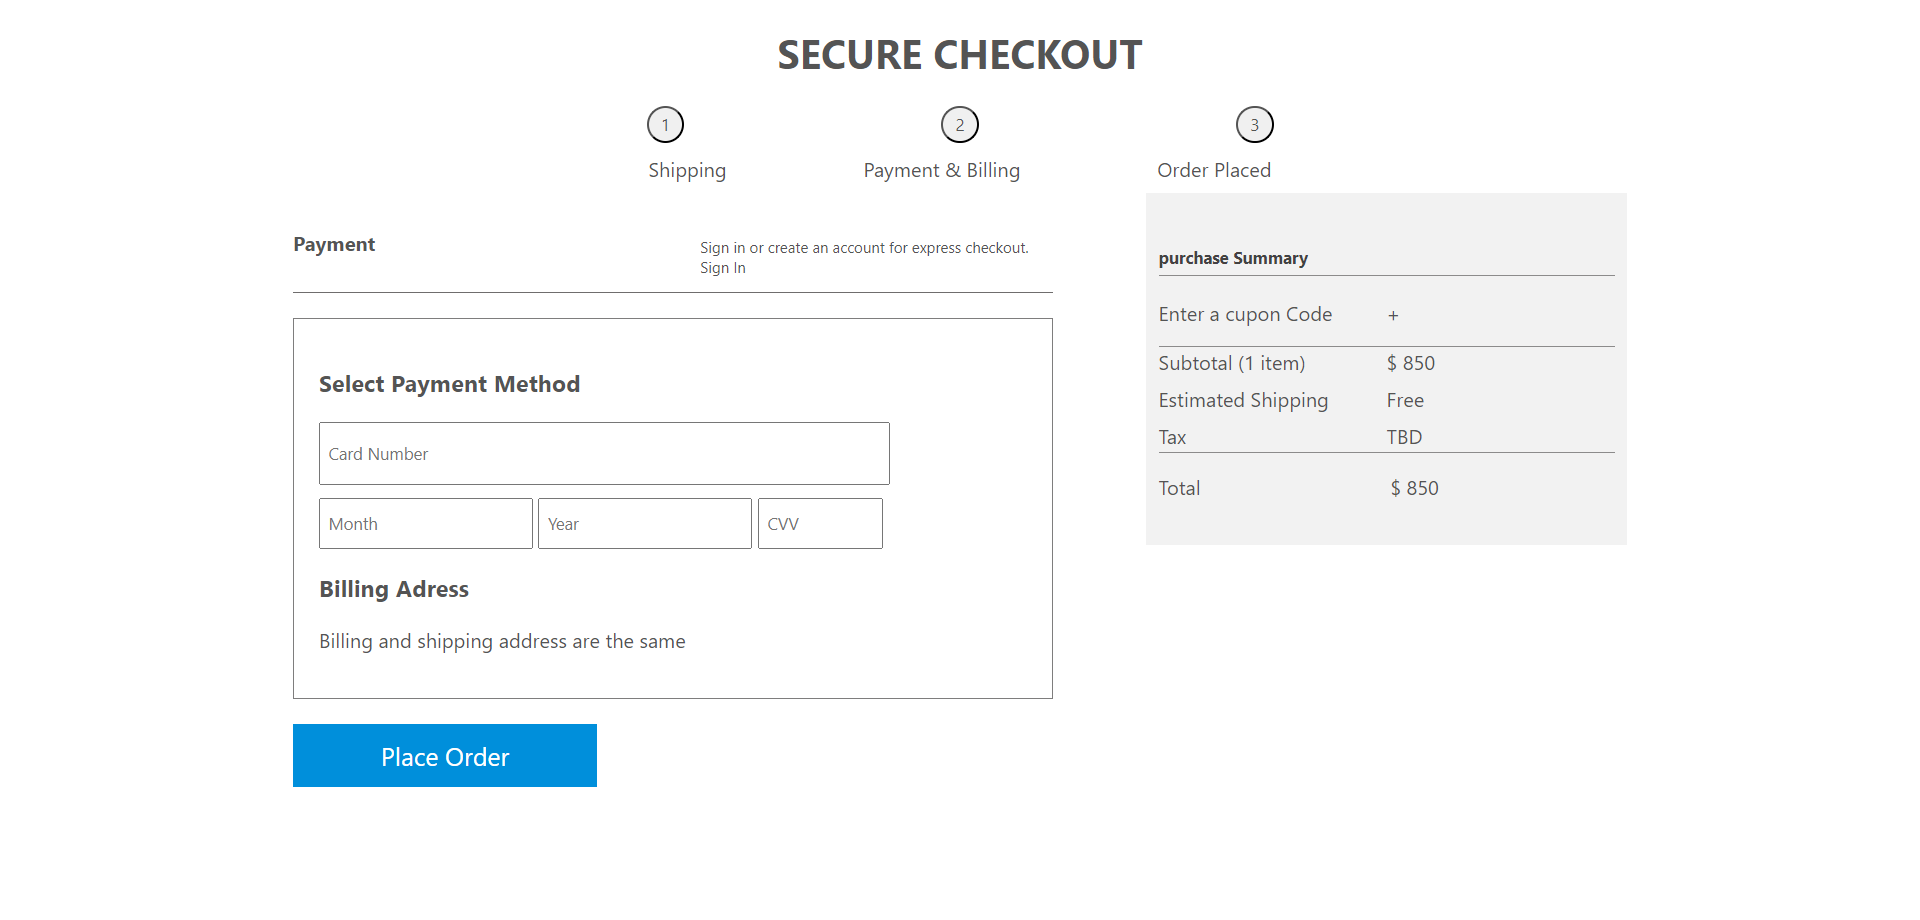 SECURE CHECKOUT
1
2
3
Shipping
Payment & Billing
Order Placed
Payment
Sign in or create an account for express checkout.
Sign In
Select Payment Method
Card Number
Month
Year
CVV
Billing Adress
Billing and shipping address are the same
Place Order
purchase Summary
Enter a cupon Code +
Subtotal (1 item) $ 850
Estimated Shipping Free
Tax TBD
Total $ 850